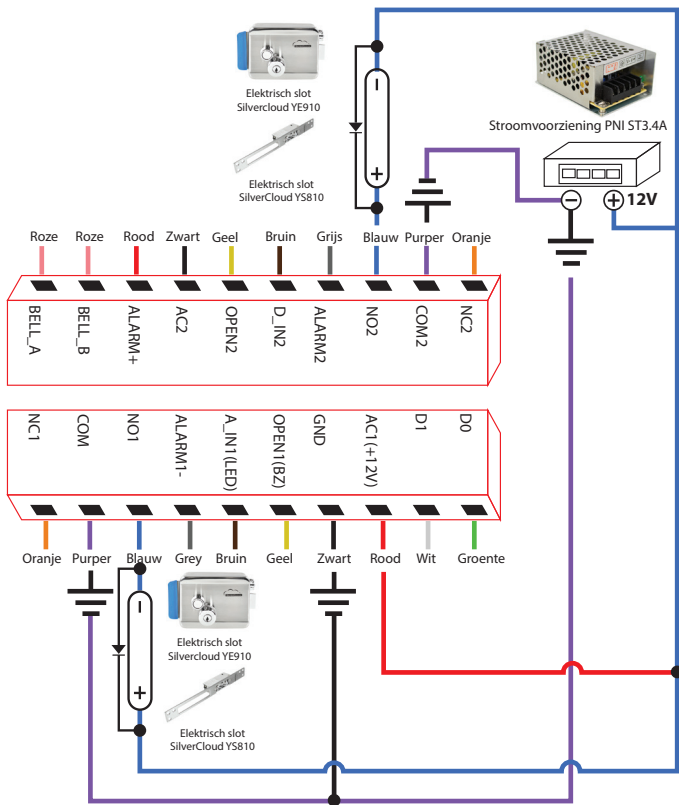 Elektrisch slot
Silvercloud YE910
Elektrisch slot
SilverCloud YS810
−
+
Stroomvoorziening PNI ST3.4A
− + 12V
Roze Roze Rood Zwart Geel Bruin Grijs Blauw Purper Oranje
BELL_A BELL_B ALARM+ AC2 OPEN2 D_IN2 ALARM2 NO2 COM2 NC2
NC1 COM NO1 ALARM1- A_IN1(LED) OPEN1(BZ) GND AC1(+12V) D1 D0
Oranje Purper Blauw Grey Bruin Geel Zwart Rood Wit Groente
−
+
Elektrisch slot
Silvercloud YE910
Elektrisch slot
SilverCloud YS810